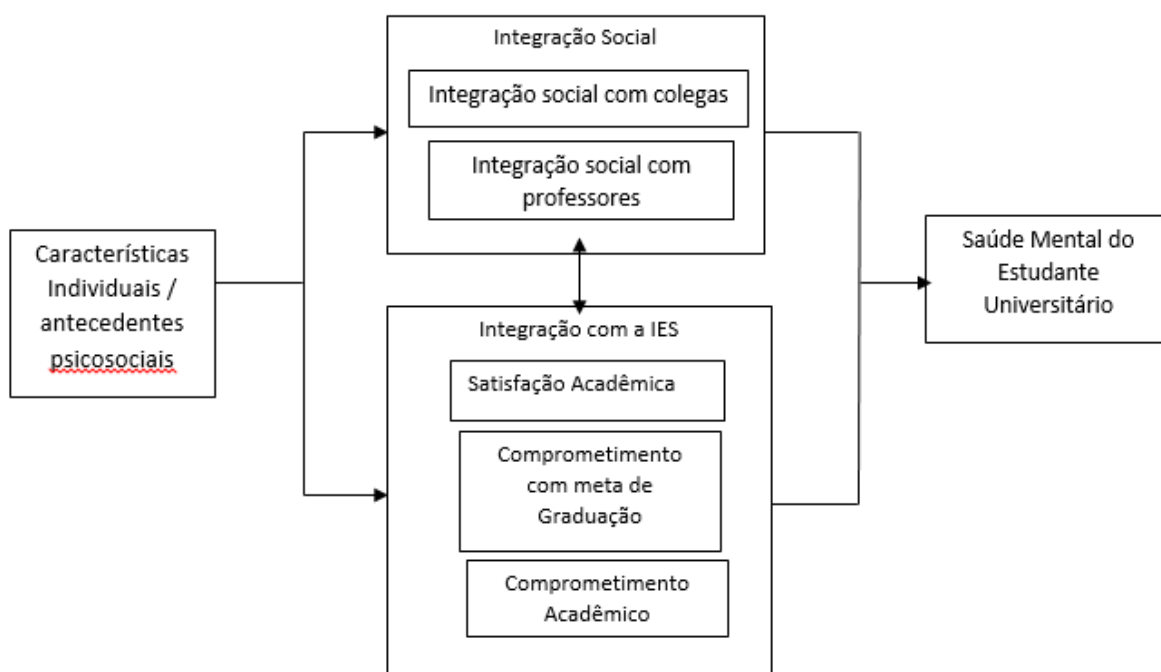 Integração Social
Integração social com colegas
Integração social com
professores
Característícas
Individuais /
antecedentes
psicosociais
Saúde Mental do
Estudante
Universitário
Integração com a IES
Satisfação Acadêmica
Comprometimento
com meta de
Graduação
Comprometimento
Acadêmico